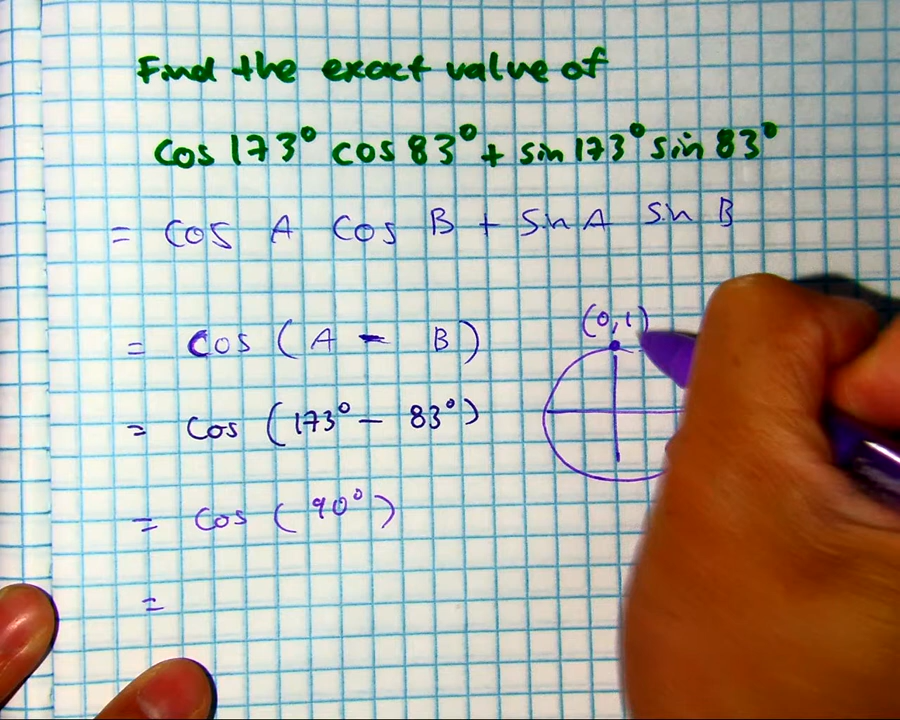 Find the exact value of
cos 173° cos 83° + sin 173° sin 83°
= cos A cos B + sin A sin B
= cos (A - B)
(0,1)
= cos (173° - 83°)
= cos (90°)
=